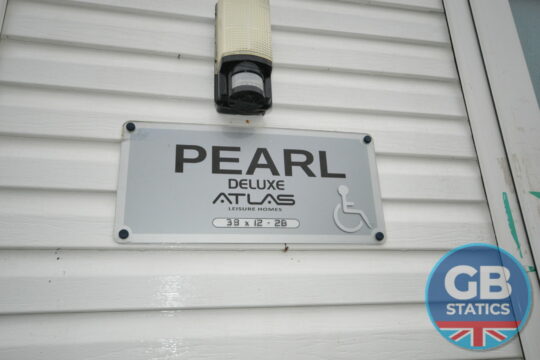 PEARL
DELUXE
ATLAS
LEISURE HOMES
39 x 12 - 2B
GB
STATICS